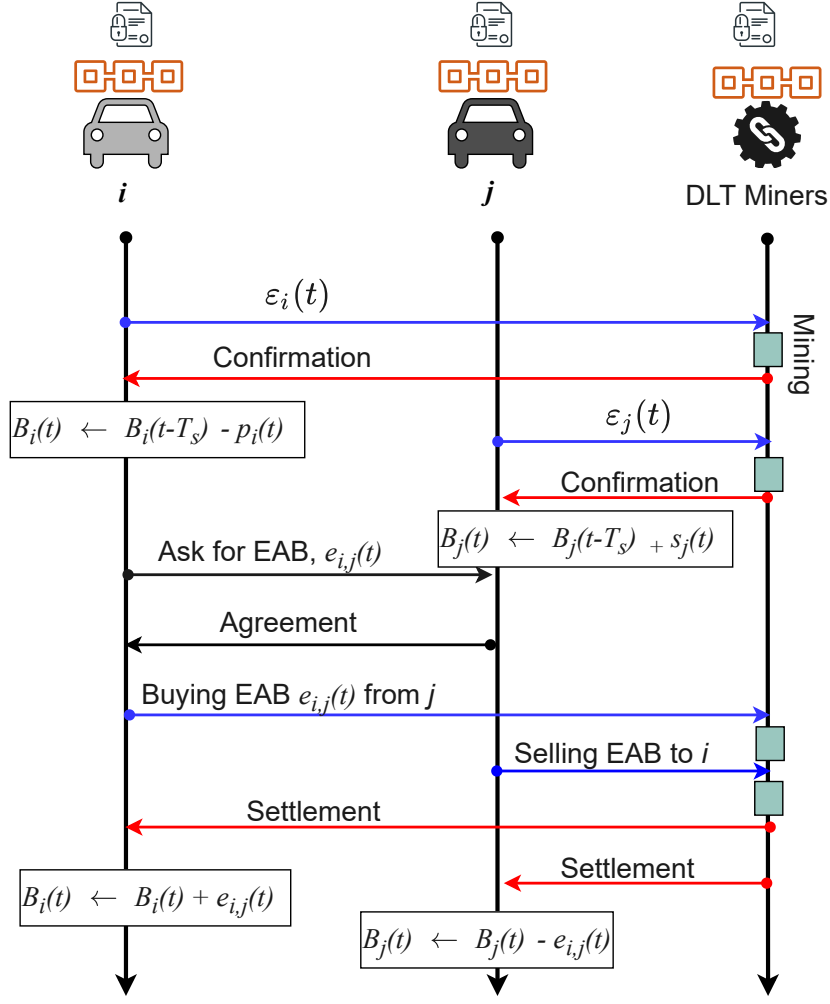 i
j
DLT Miners
εᵢ(t)
Mining
Confirmation
Bᵢ(t) ← Bᵢ(t-Tₛ) - pᵢ(t)
εⱼ(t)
Confirmation
Bⱼ(t) ← Bⱼ(t-Tₛ) + sⱼ(t)
Ask for EAB, eᵢ,ⱼ(t)
Agreement
Buying EAB eᵢ,ⱼ(t) from j
Selling EAB to i
Settlement
Settlement
Bᵢ(t) ← Bᵢ(t) + eᵢ,ⱼ(t)
Bⱼ(t) ← Bⱼ(t) - eᵢ,ⱼ(t)